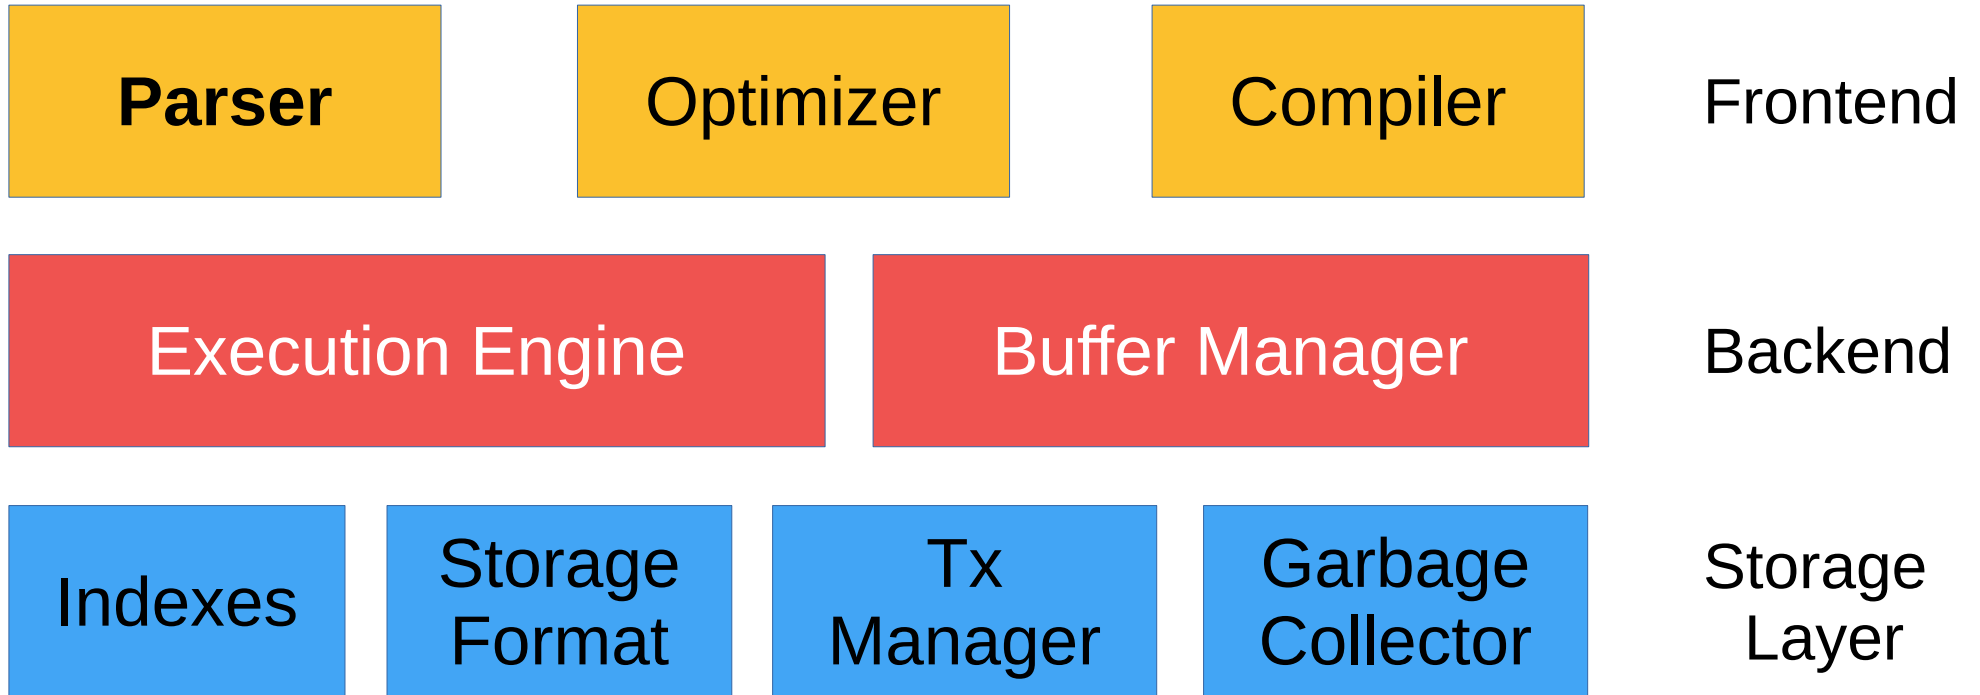 Parser
Optimizer
Compiler
Frontend
Execution Engine
Buffer Manager
Backend
Indexes
Storage
Format
Tx
Manager
Garbage
Collector
Storage
Layer